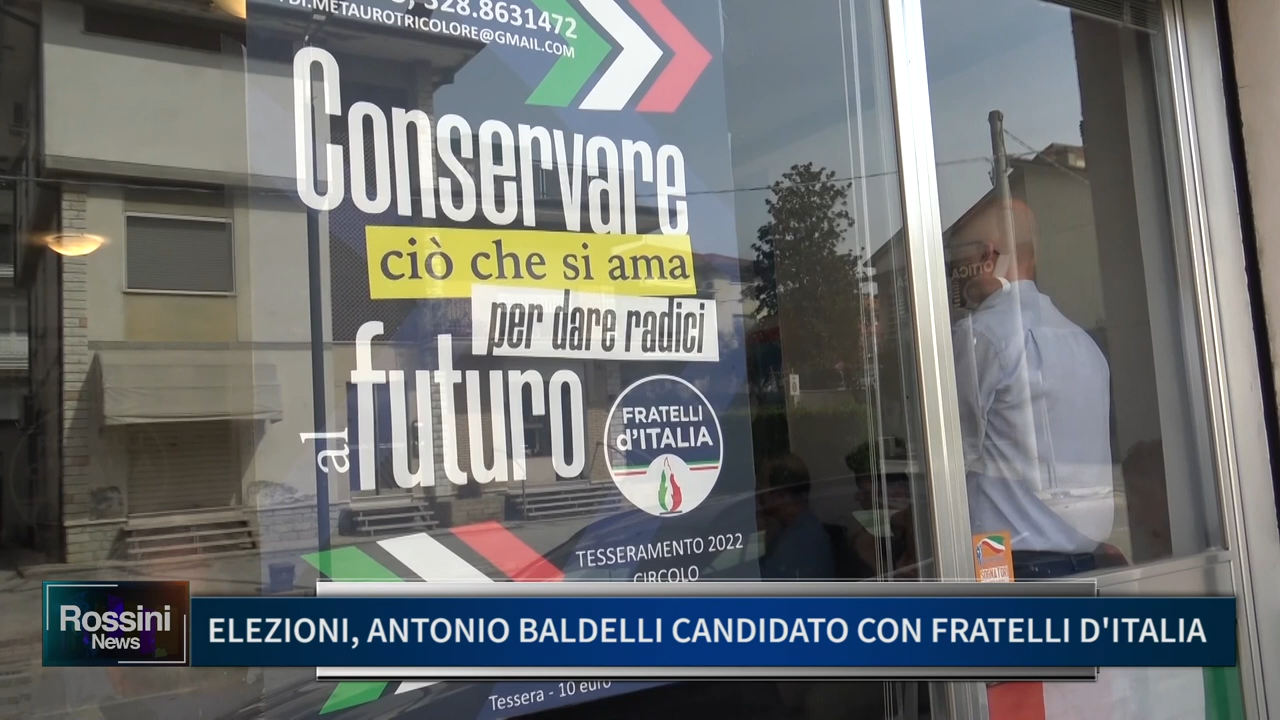 328.8631472
DI.METAUROTRICOLORE@GMAIL.COM
Conservare
ciò che si ama
per dare radici
al futuro
FRATELLI
d'ITALIA
OTTICA
TESSERAMENTO 2022
CIRCOLO
Rossini
News
ELEZIONI, ANTONIO BALDELLI CANDIDATO CON FRATELLI D'ITALIA
Tessera - 10 euro